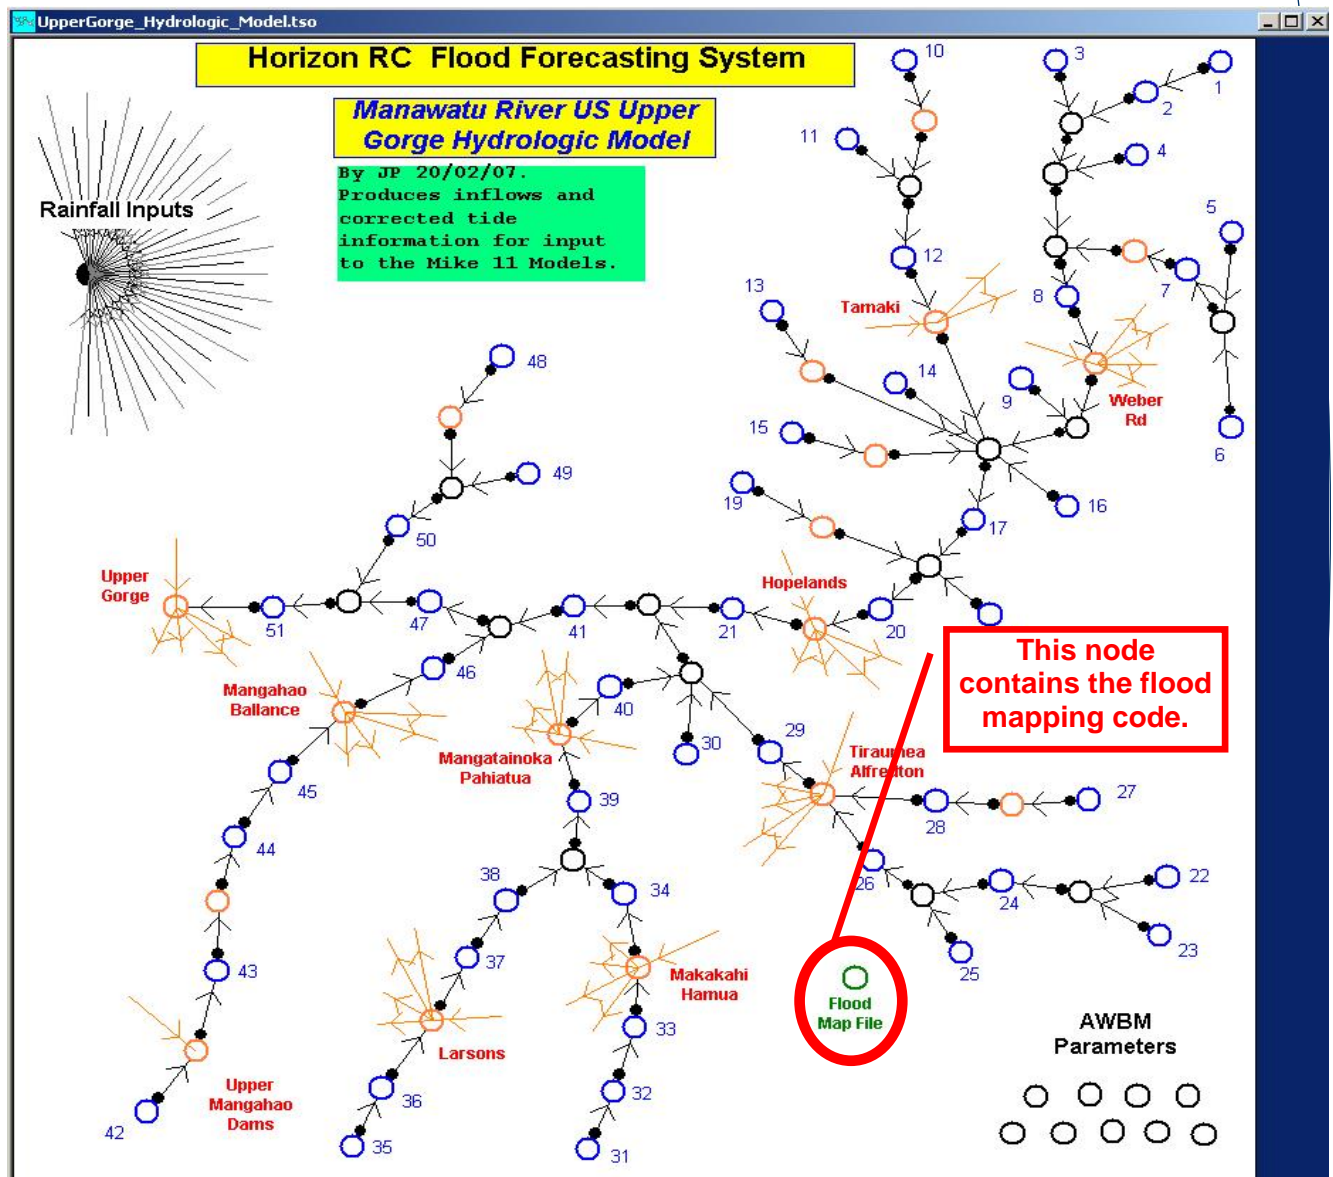 UpperGorge_Hydrologic_Model.tso
Horizon RC  Flood Forecasting System
Manawatu River US Upper
Gorge Hydrologic Model
By JP 20/02/07.
Produces inflows and
corrected tide
information for input
to the Mike 11 Models.
Rainfall Inputs
10
3
1
2
11
4
5
12
13
8
7
Tamaki
14
9
Weber
Rd
15
6
48
49
19
16
17
50
Upper
Gorge
Hopelands
51
47
41
21
20
This node
contains the flood
mapping code.
46
Mangahao
Ballance
40
30
29
Mangatainoka
Pahiatua
Tiraumea
Alfredton
45
39
28
27
44
38
34
26
24
22
23
25
43
37
Makakahi
Hamua
Flood
Map File
33
Larsons
AWBM
Parameters
Upper
Mangahao
Dams
36
32
42
35
31